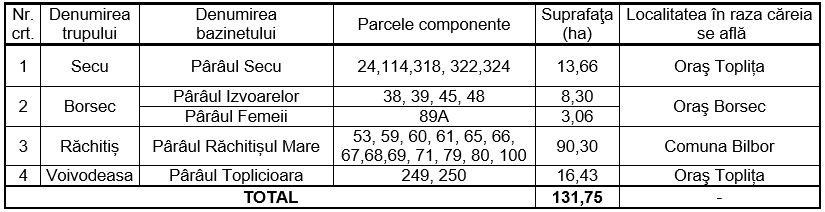 Nr. crt. Denumirea trupului Denumirea bazinetului Parcele componente Suprafaţa (ha) Localitatea în raza căreia se află
1 Secu Pârâul Secu 24,114,318, 322,324 13,66 Oraş Toplița
2 Borsec Pârâul Izvoarelor 38, 39, 45, 48 8,30 Oraş Borsec
Pârâul Femeii 89A 3,06
3 Răchitiș Pârâul Răchitișul Mare 53, 59, 60, 61, 65, 66, 67,68,69, 71, 79, 80, 100 90,30 Comuna Bilbor
4 Voivodeasa Pârâul Toplicioara 249, 250 16,43 Oraş Toplița
TOTAL 131,75 -